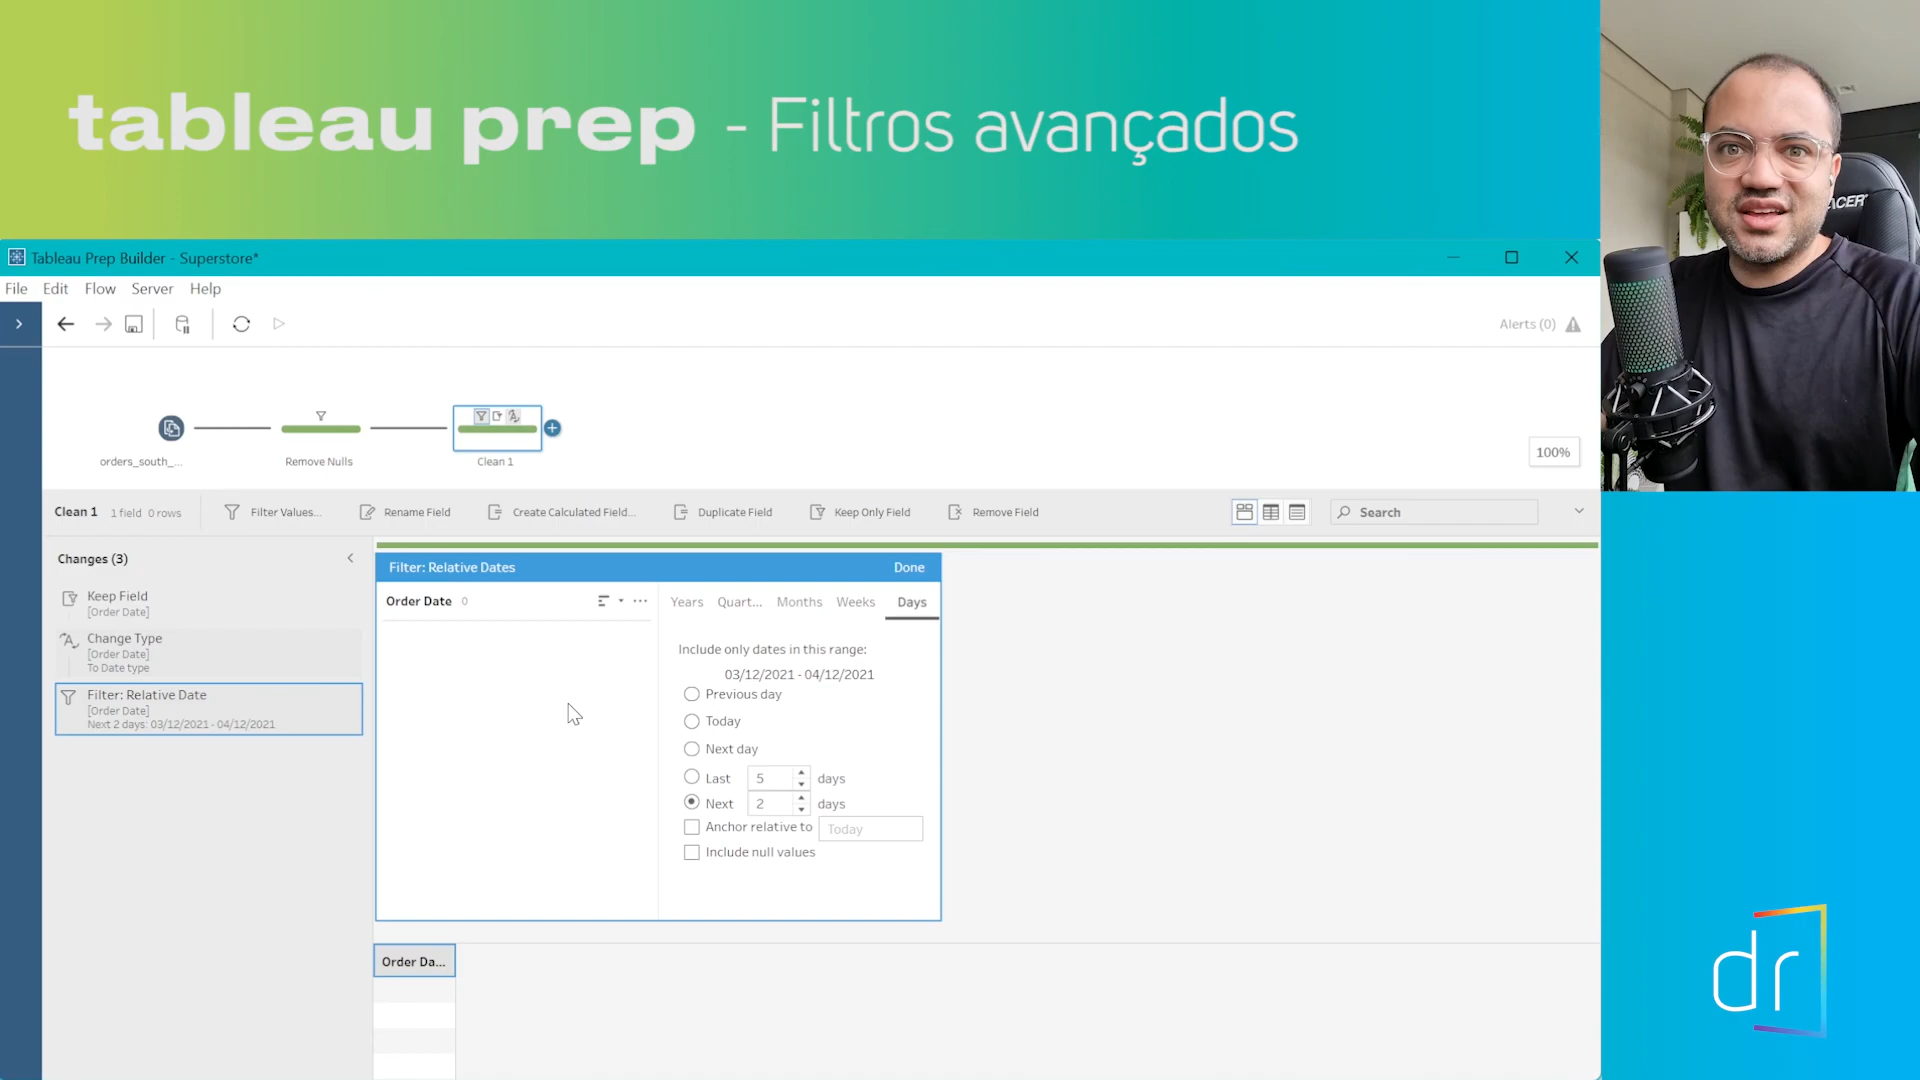 tableau prep - Filtros avançados
Tableau Prep Builder - Superstore*
File Edit Flow Server Help
Alerts (0)
ACER
orders_south_...
Remove Nulls
Clean 1
100%
Clean 1 1 field 0 rows Filter Values... Rename Field Create Calculated Field... Duplicate Field Keep Only Field Remove Field Search
Changes (3)
Keep Field
[Order Date]
Change Type
[Order Date]
To Date type
Filter: Relative Date
[Order Date]
Next 2 days: 03/12/2021 - 04/12/2021
Filter: Relative Dates Done
Order Date 0
Years Quart... Months Weeks Days
Include only dates in this range:
03/12/2021 - 04/12/2021
Previous day
Today
Next day
Last 5 days
Next 2 days
Anchor relative to Today
Include null values
Order Da...
dr